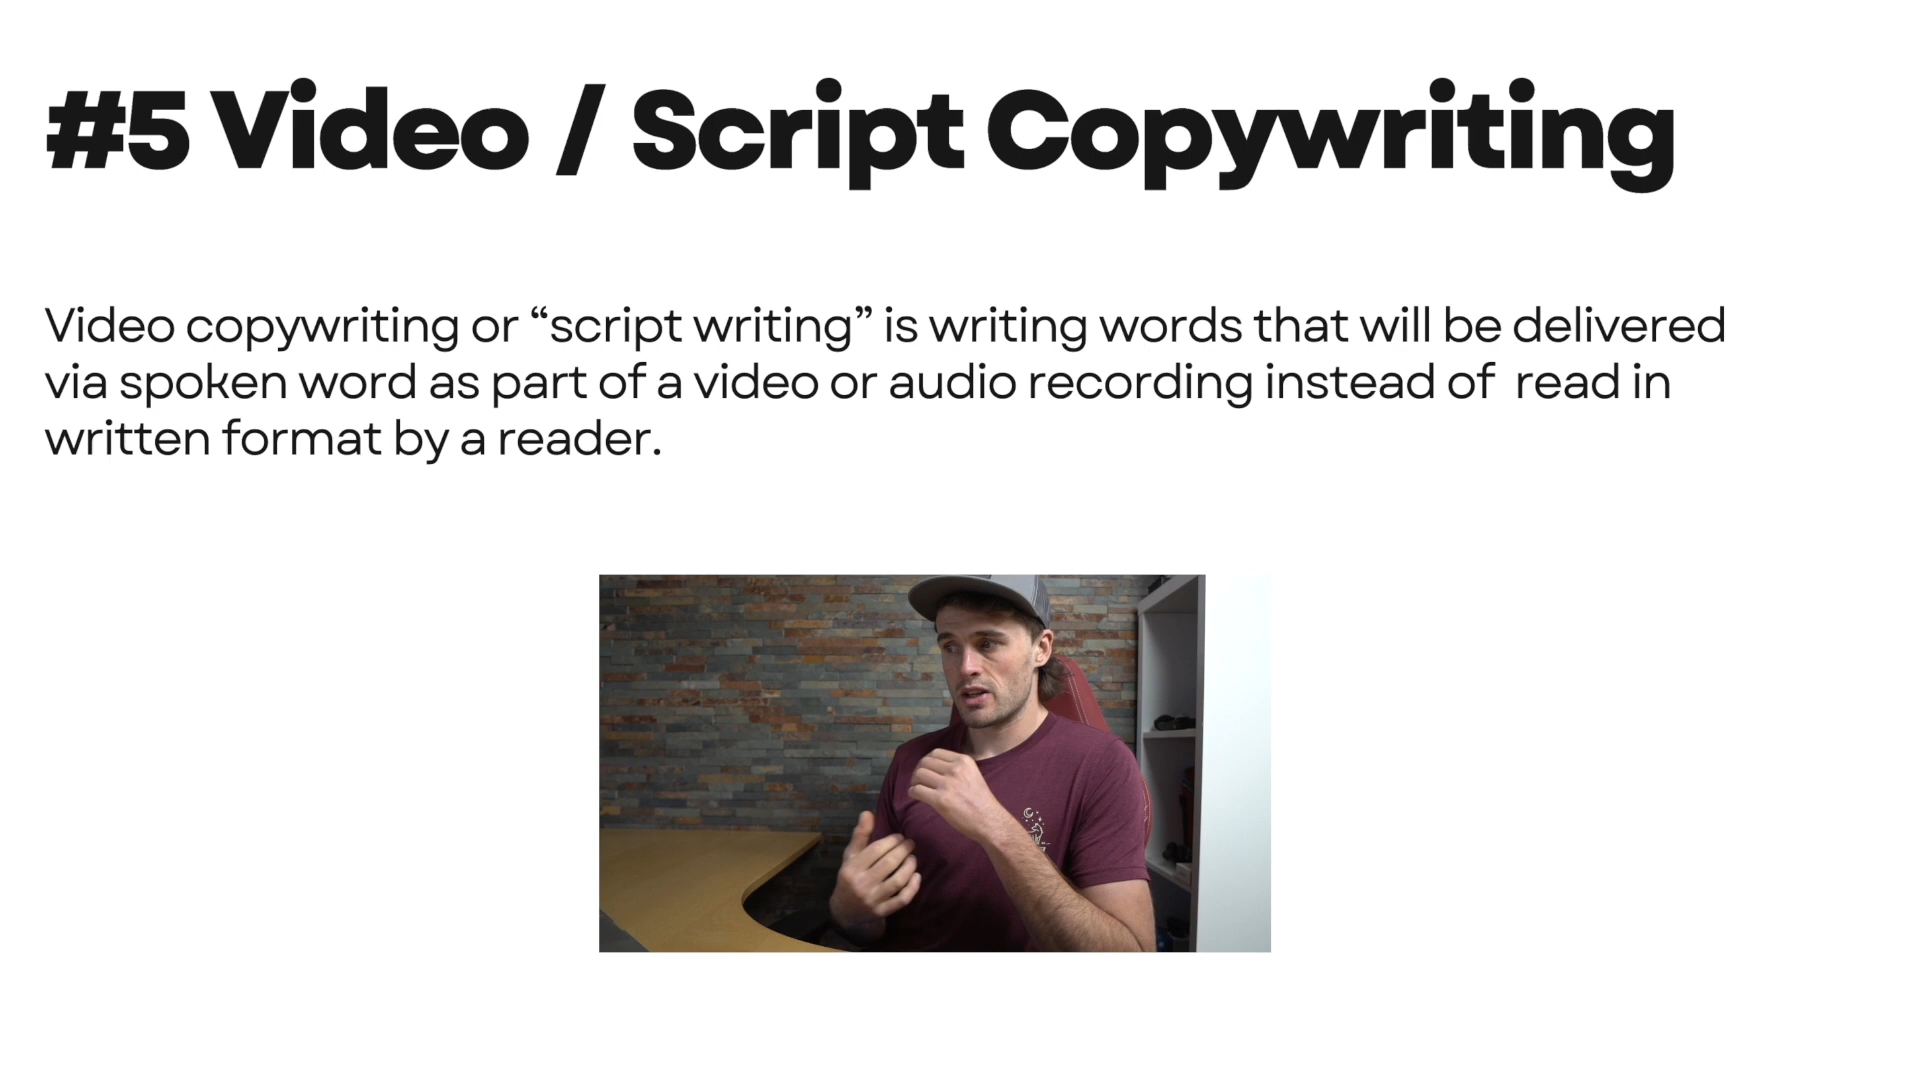 #5 Video / Script Copywriting
Video copywriting or “script writing” is writing words that will be delivered
via spoken word as part of a video or audio recording instead of  read in
written format by a reader.